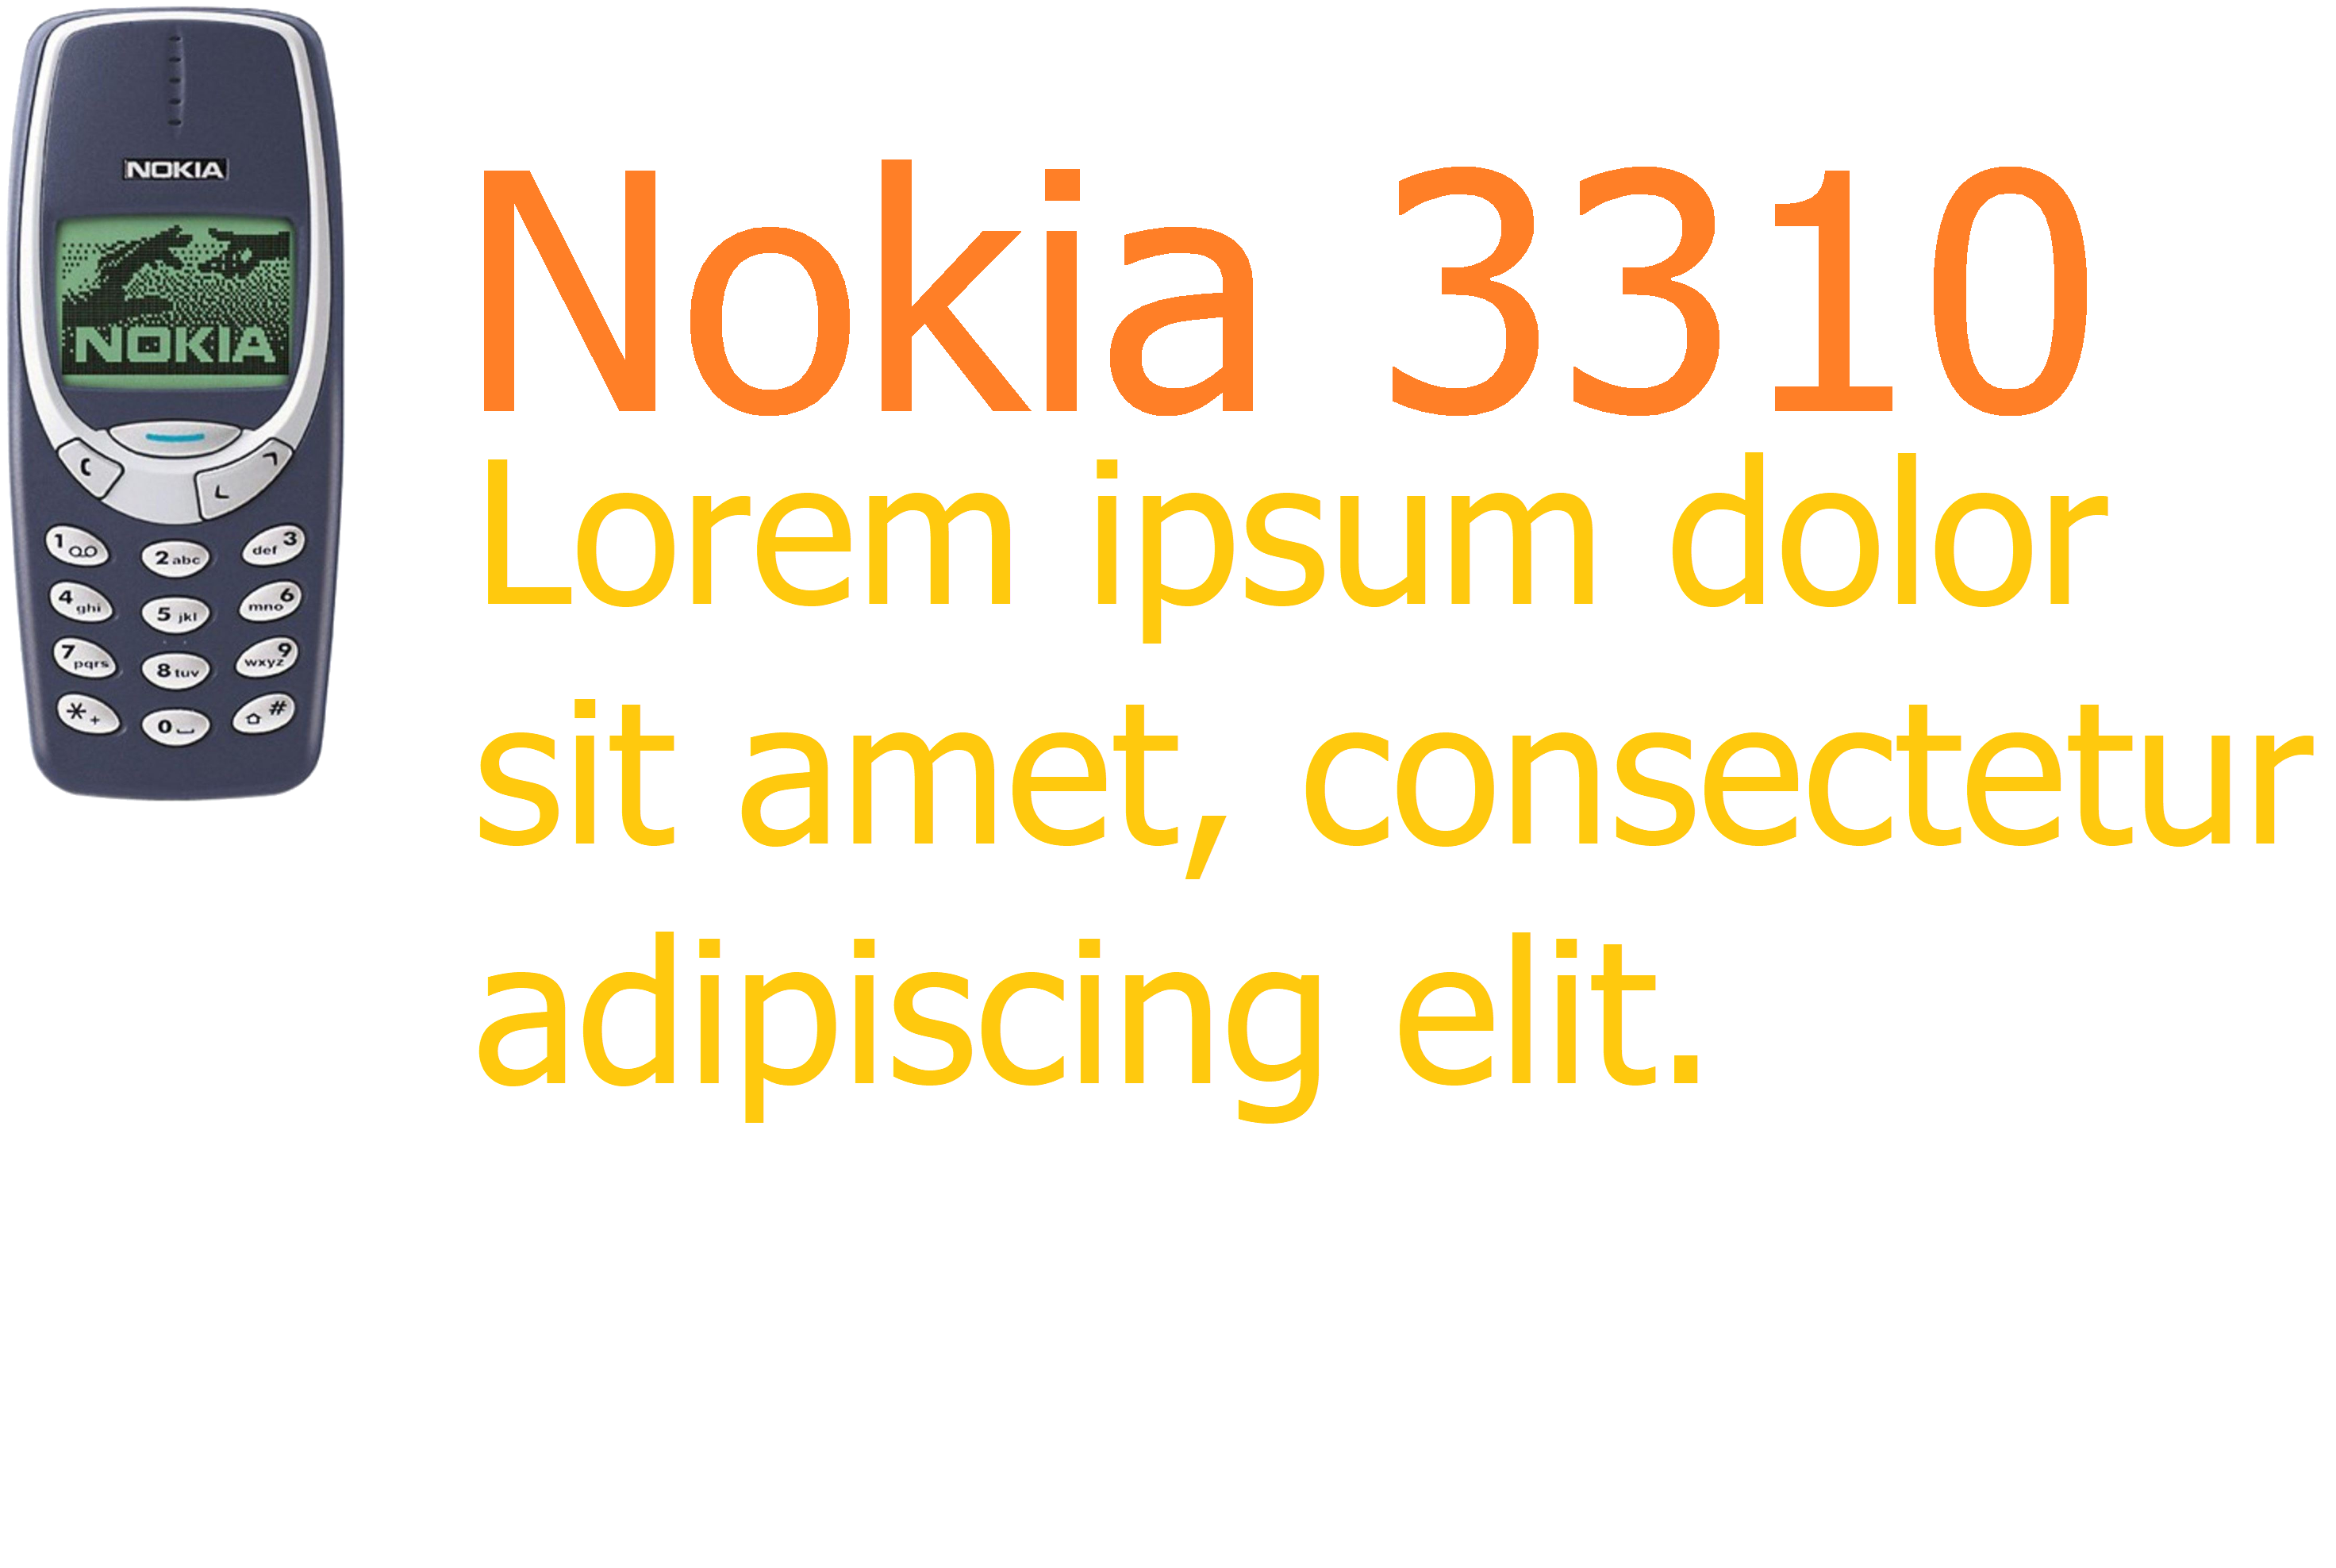 NOKIA
NOKIA
1
2 abc
def 3
4 ghi
5 jkl
mno 6
7 pqrs
8 tuv
wxyz 9
* +
0
#
Nokia 3310
Lorem ipsum dolor
sit amet, consectetur
adipiscing elit.